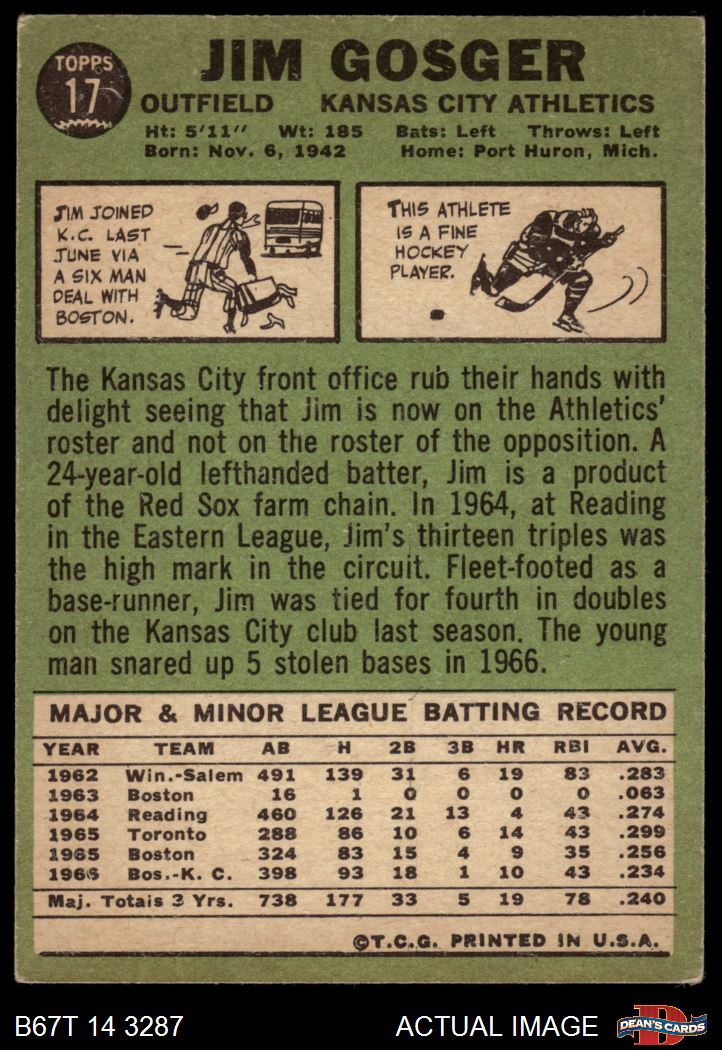 TOPPS
17
JIM GOSGER
OUTFIELD KANSAS CITY ATHLETICS
Ht: 5'11" Wt: 185 Bats: Left Throws: Left
Born: Nov. 6, 1942 Home: Port Huron, Mich.
JIM JOINED
K.C. LAST
JUNE VIA
A SIX MAN
DEAL WITH
BOSTON.
THIS ATHLETE
IS A FINE
HOCKEY
PLAYER.
The Kansas City front office rub their hands with
delight seeing that Jim is now on the Athletics'
roster and not on the roster of the opposition. A
24-year-old lefthanded batter, Jim is a product
of the Red Sox farm chain. In 1964, at Reading
in the Eastern League, Jim's thirteen triples was
the high mark in the circuit. Fleet-footed as a
base-runner, Jim was tied for fourth in doubles
on the Kansas City club last season. The young
man snared up 5 stolen bases in 1966.
MAJOR & MINOR LEAGUE BATTING RECORD
YEAR TEAM AB H 2B 3B HR RBI AVG.
1962 Win.-Salem 491 139 31 6 19 83 .283
1963 Boston 16 1 0 0 0 0 .063
1964 Reading 460 126 21 13 4 43 .274
1965 Toronto 288 86 10 6 14 43 .299
1965 Boston 324 83 15 4 9 35 .256
1966 Bos.-K. C. 398 93 18 1 10 43 .234
Maj. Totals 3 Yrs. 738 177 33 5 19 78 .240
©T.C.G. PRINTED IN U.S.A.
B67T 14 3287 ACTUAL IMAGE
D
DEAN'S CARDS